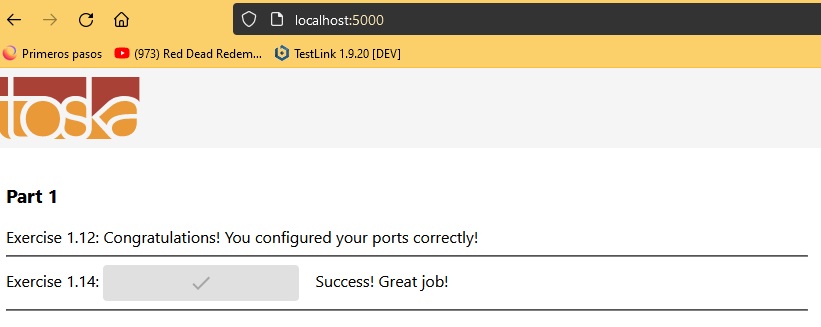 localhost:5000
Primeros pasos (973) Red Dead Redem... TestLink 1.9.20 [DEV]
toska
Part 1
Exercise 1.12: Congratulations! You configured your ports correctly!
Exercise 1.14: Success! Great job!